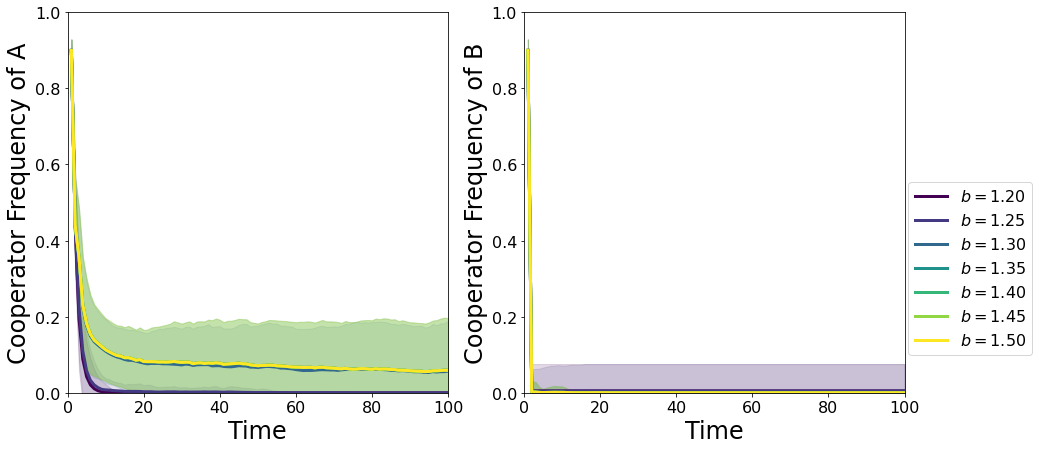 Cooperator Frequency of A
1.0
0.8
0.6
0.4
0.2
0.0
0 20 40 60 80 100
Time
Cooperator Frequency of B
1.0
0.8
0.6
0.4
0.2
0.0
0 20 40 60 80 100
Time
b = 1.20
b = 1.25
b = 1.30
b = 1.35
b = 1.40
b = 1.45
b = 1.50